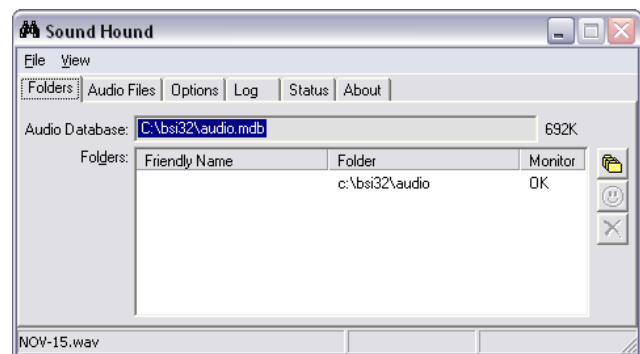 Sound Hound
File View
Folders Audio Files Options Log Status About
Audio Database: C:\bsi32\audio.mdb 692K
Folders: Friendly Name Folder Monitor
c:\bsi32\audio OK
NOV-15.wav